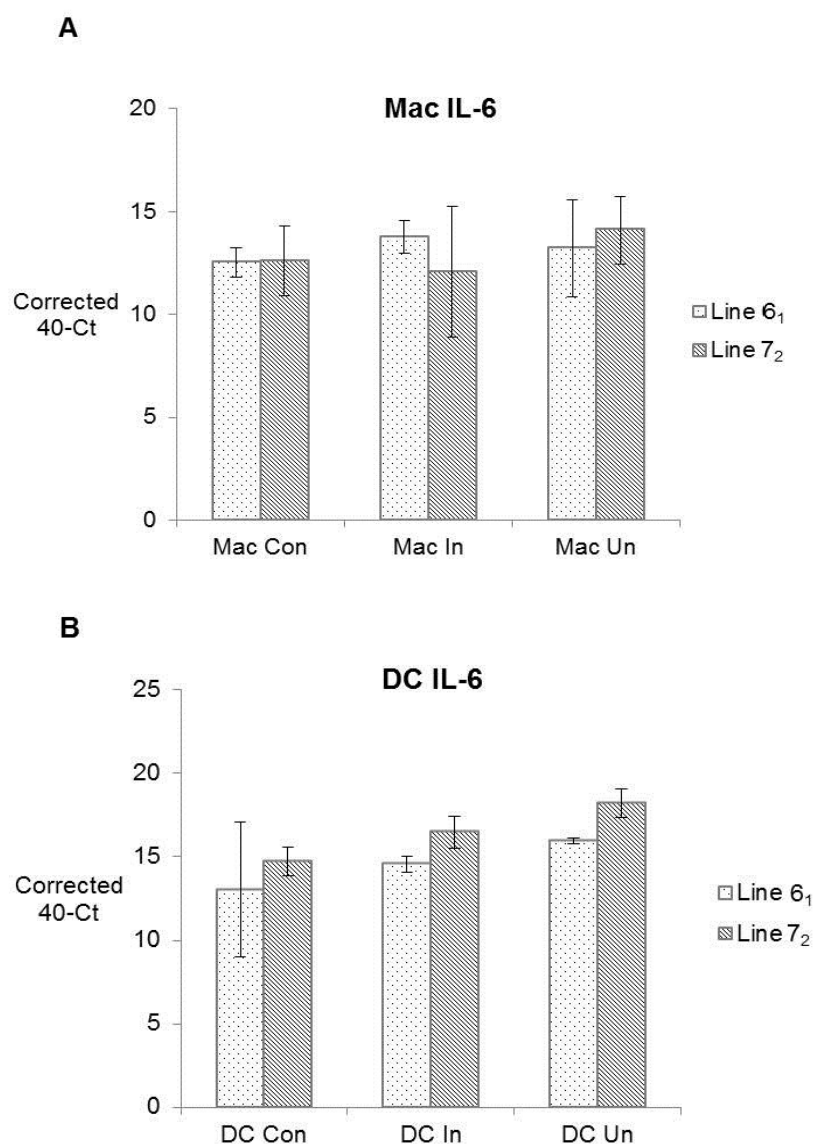 A
Mac IL-6
20
15
10
5
0
Corrected
40-Ct
Line 6₁
Line 7₂
Mac Con Mac In Mac Un
B
DC IL-6
25
20
15
10
5
0
Corrected
40-Ct
Line 6₁
Line 7₂
DC Con DC In DC Un